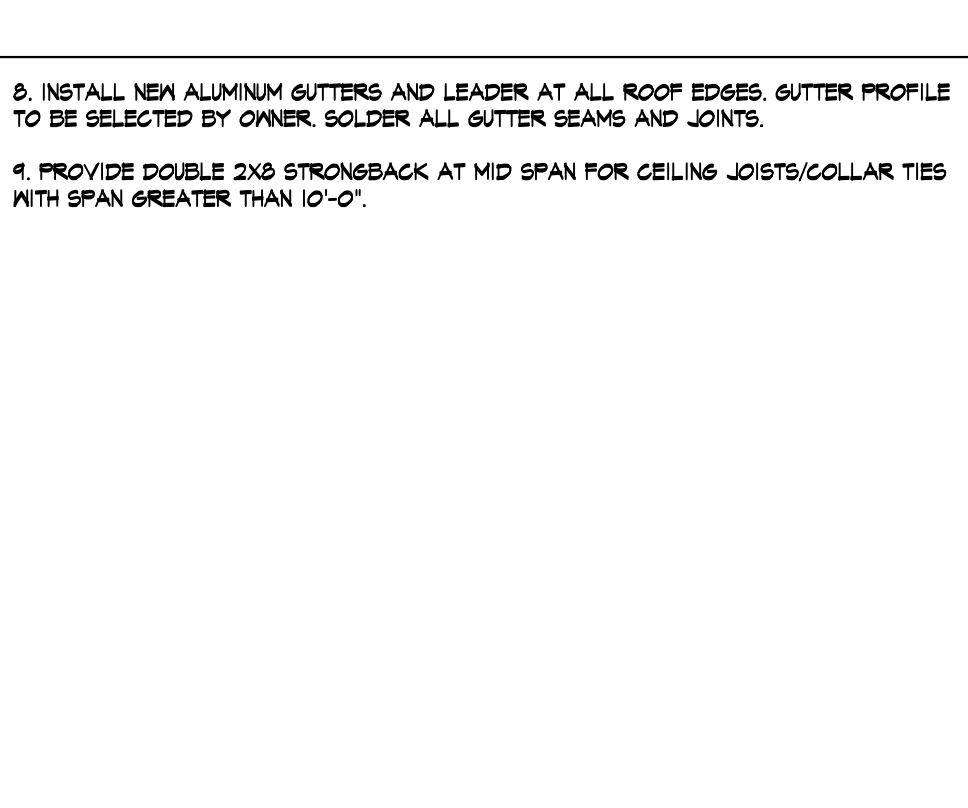 8. INSTALL NEW ALUMINUM GUTTERS AND LEADER AT ALL ROOF EDGES. GUTTER PROFILE
TO BE SELECTED BY OWNER. SOLDER ALL GUTTER SEAMS AND JOINTS.
9. PROVIDE DOUBLE 2X8 STRONGBACK AT MID SPAN FOR CEILING JOISTS/COLLAR TIES
WITH SPAN GREATER THAN 10'-0".